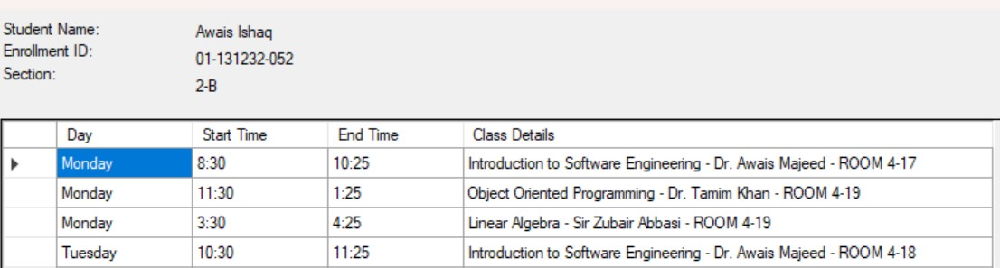 Student Name: Awais Ishaq
Enrollment ID: 01-131232-052
Section: 2-B
Day Start Time End Time Class Details
Monday 8:30 10:25 Introduction to Software Engineering - Dr. Awais Majeed - ROOM 4-17
Monday 11:30 1:25 Object Oriented Programming - Dr. Tamim Khan - ROOM 4-19
Monday 3:30 4:25 Linear Algebra - Sir Zubair Abbasi - ROOM 4-19
Tuesday 10:30 11:25 Introduction to Software Engineering - Dr. Awais Majeed - ROOM 4-18